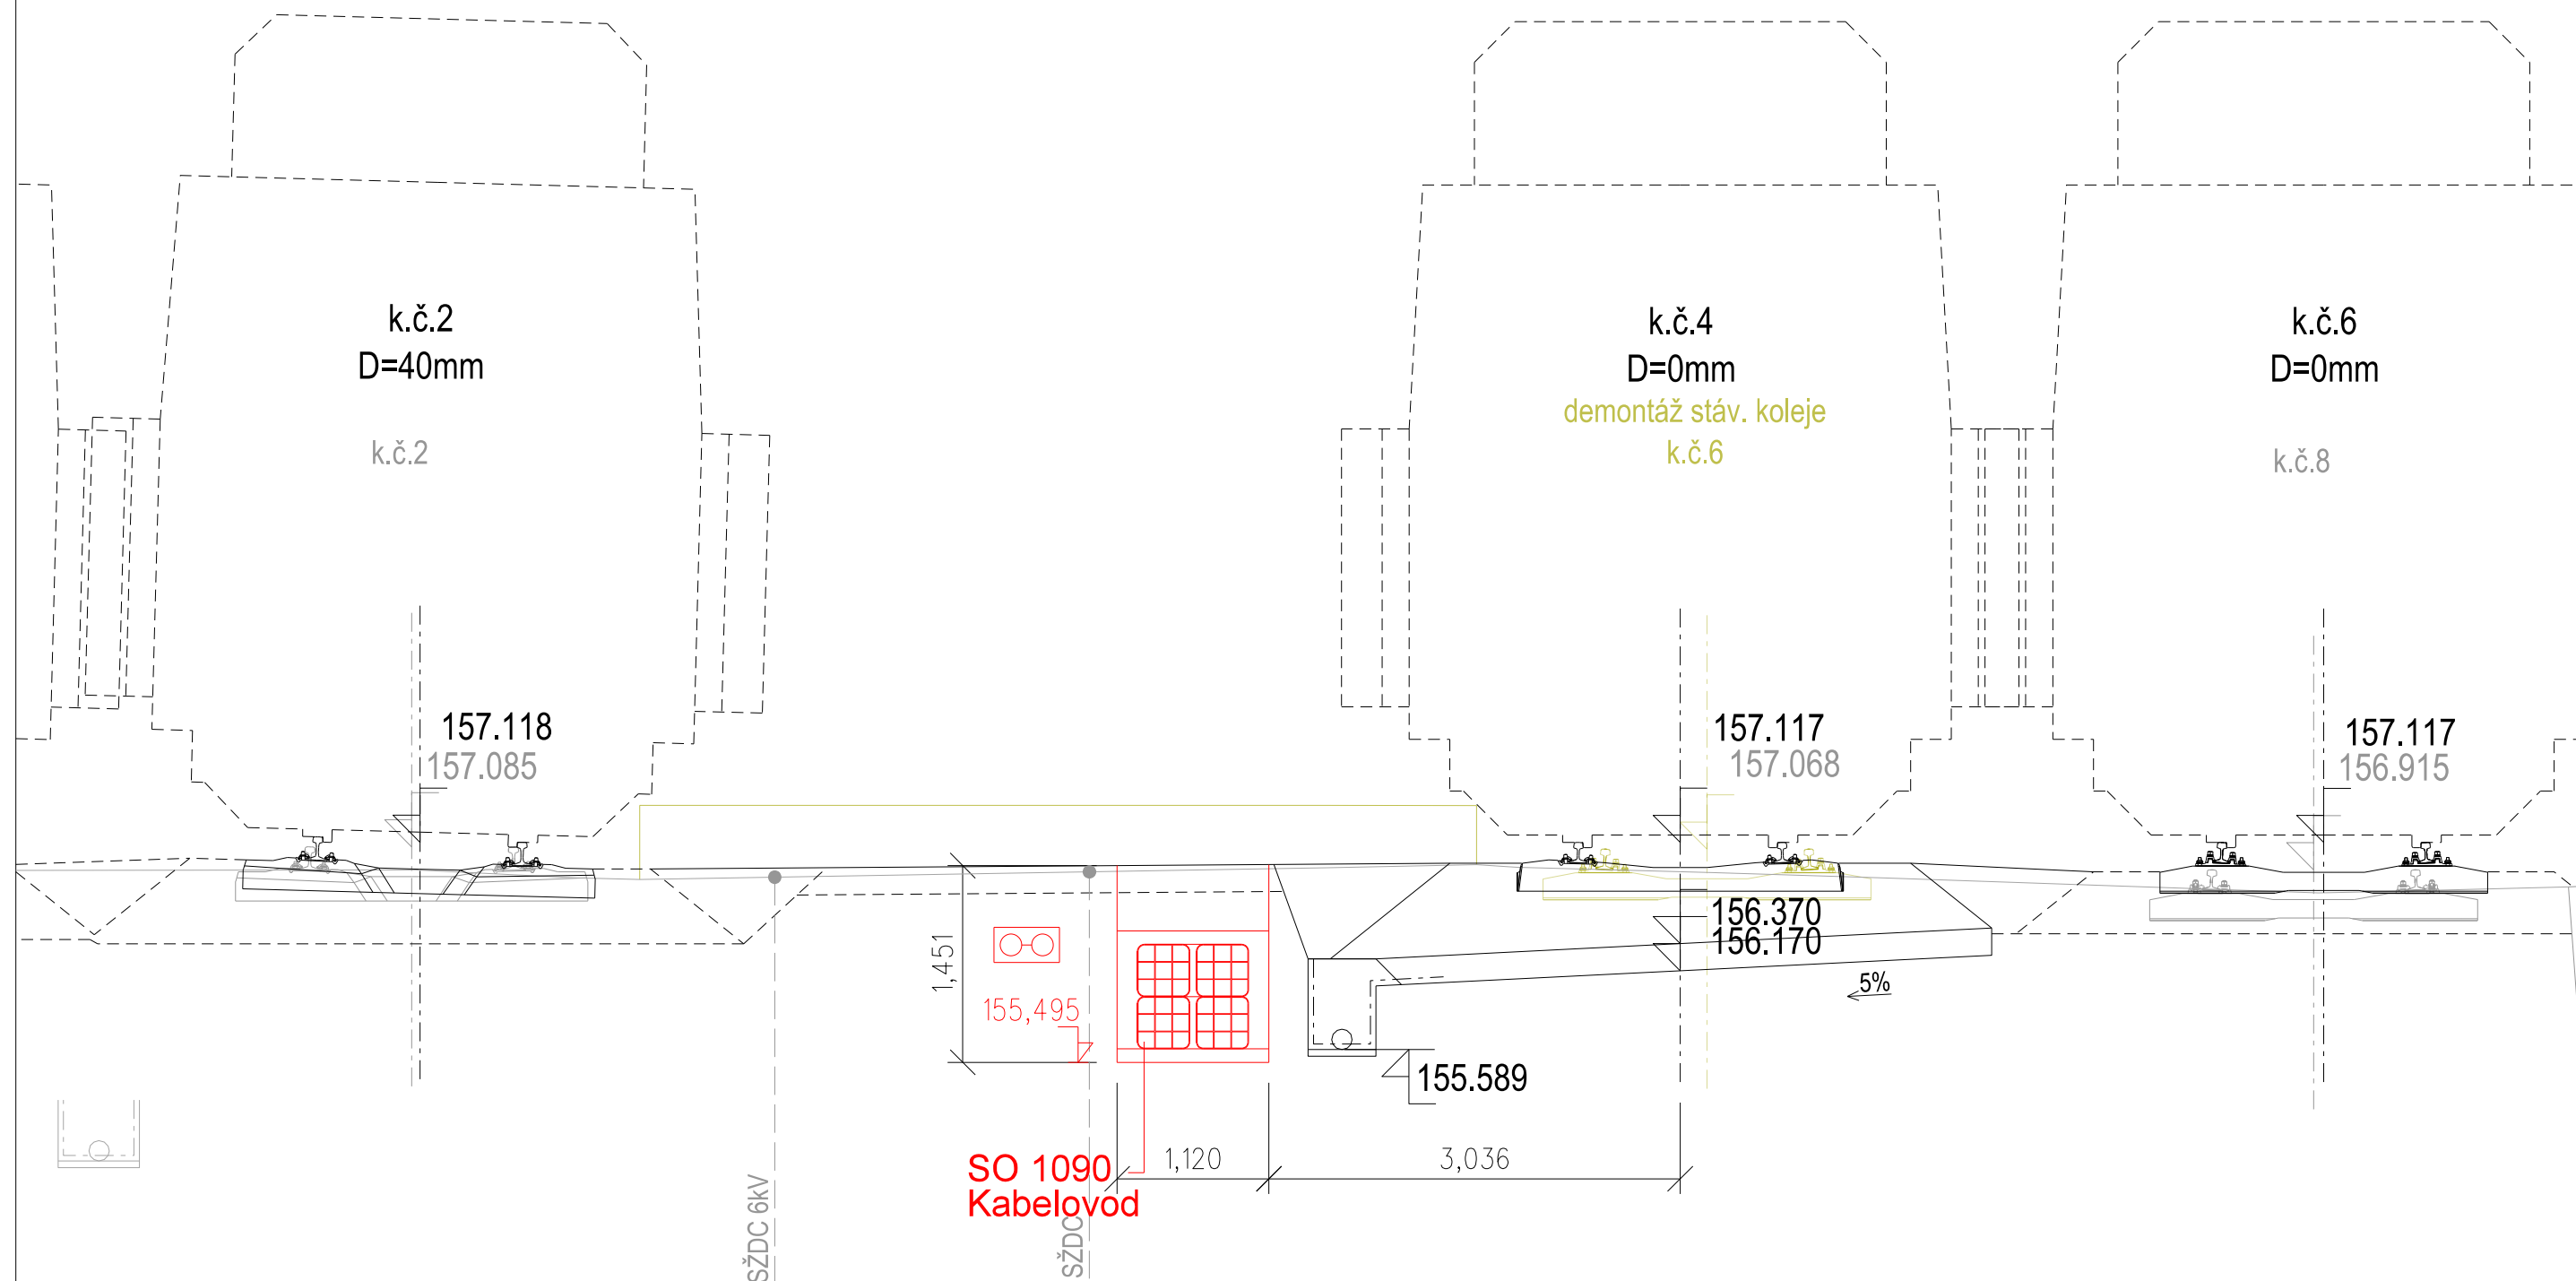 k.č.2
D=40mm
k.č.2
k.č.4
D=0mm
demontáž stáv. koleje
k.č.6
k.č.6
D=0mm
k.č.8
157.118
157.085
157.117
157.068
157.117
156.915
156.370
156.170
5%
1,451
155,495
155.589
SO 1090
Kabelovod
1,120
3,036
SŽDC 6kV
SŽDC